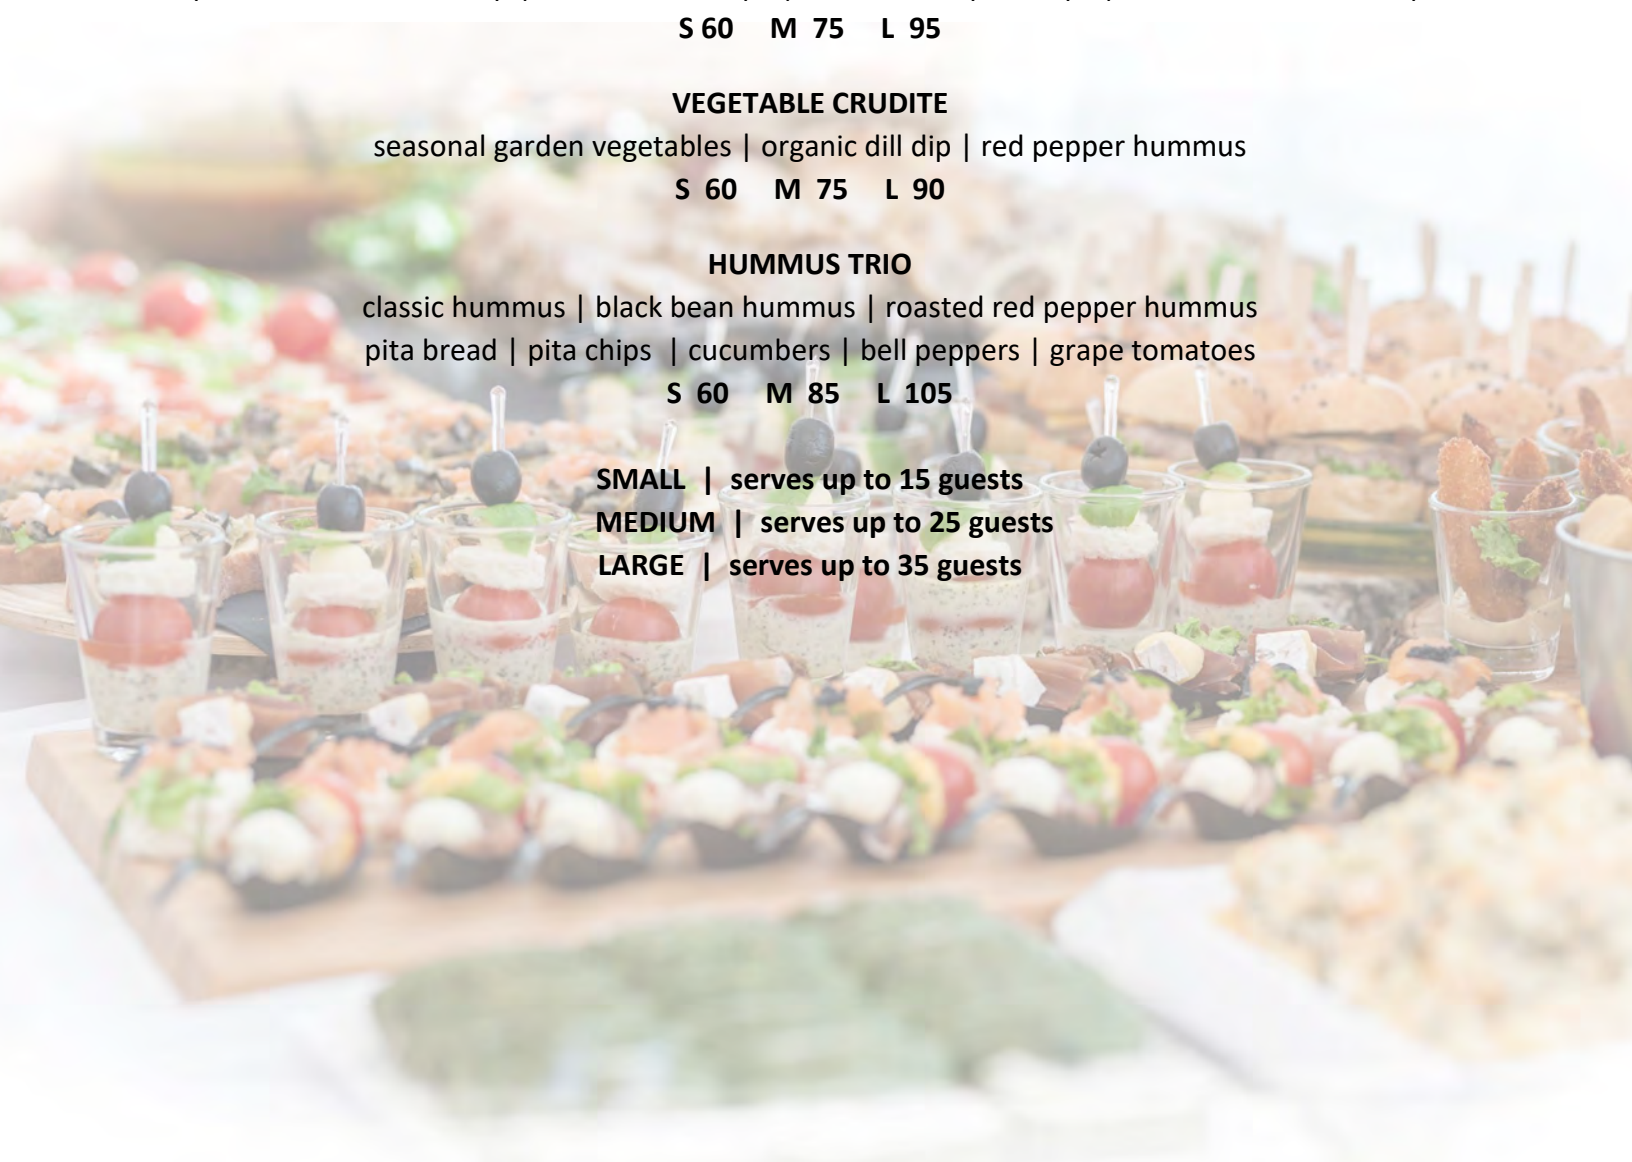 S 60 M 75 L 95
VEGETABLE CRUDITE
seasonal garden vegetables | organic dill dip | red pepper hummus
S 60 M 75 L 90
HUMMUS TRIO
classic hummus | black bean hummus | roasted red pepper hummus
pita bread | pita chips | cucumbers | bell peppers | grape tomatoes
S 60 M 85 L 105
SMALL | serves up to 15 guests
MEDIUM | serves up to 25 guests
LARGE | serves up to 35 guests